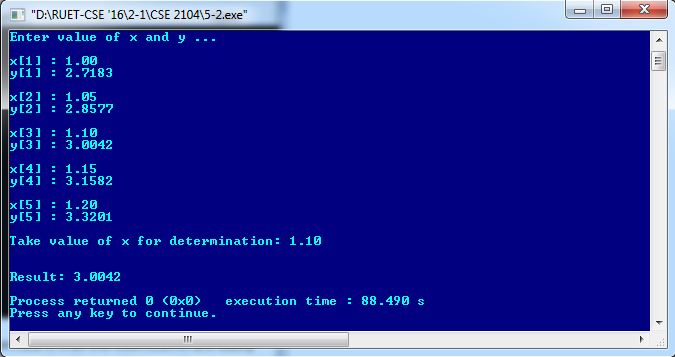 "D:\RUET-CSE '16\2-1\CSE 2104\5-2.exe"
Enter value of x and y ...
x[1] : 1.00
y[1] : 2.7183
x[2] : 1.05
y[2] : 2.8577
x[3] : 1.10
y[3] : 3.0042
x[4] : 1.15
y[4] : 3.1582
x[5] : 1.20
y[5] : 3.3201
Take value of x for determination: 1.10
Result: 3.0042
Process returned 0 (0x0)   execution time : 88.490 s
Press any key to continue.